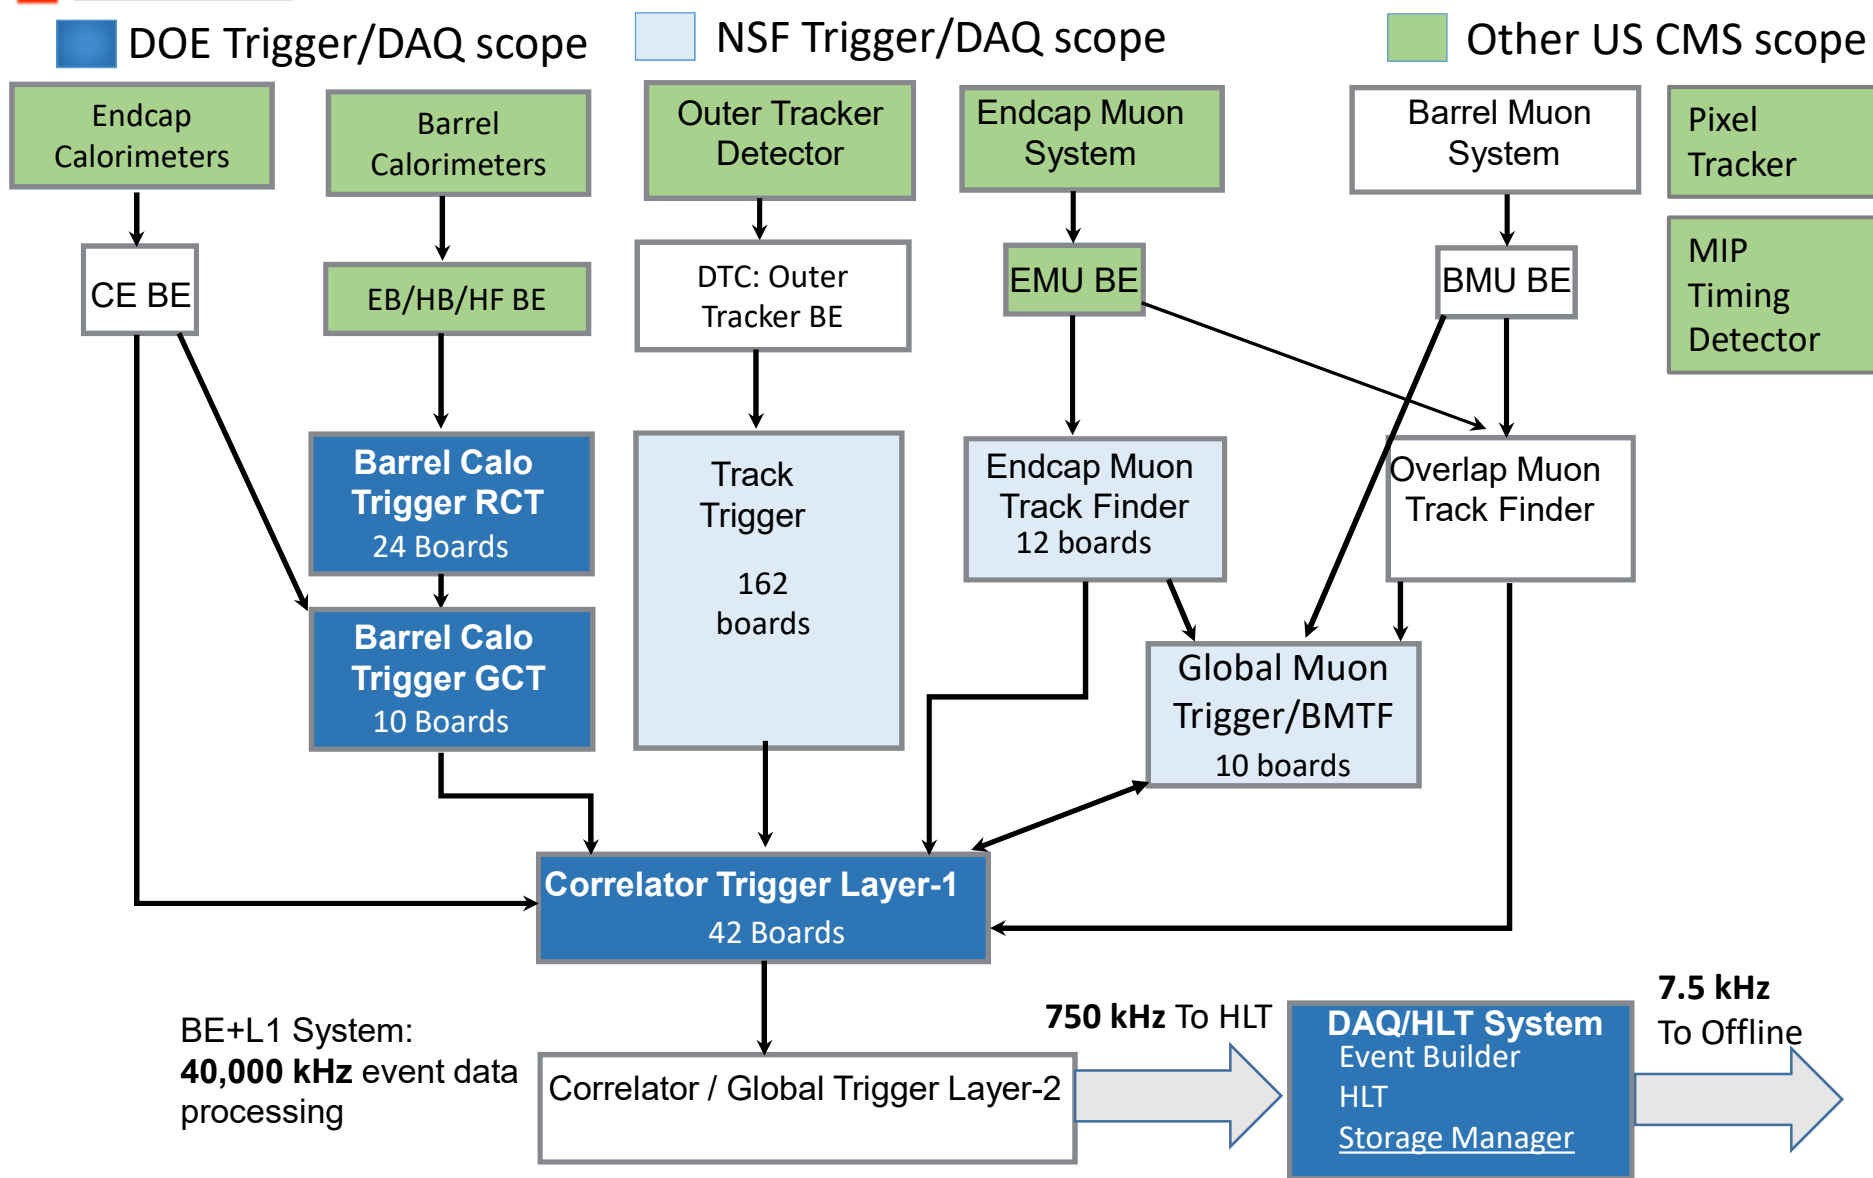 DOE Trigger/DAQ scope
NSF Trigger/DAQ scope
Other US CMS scope
Endcap
Calorimeters
Barrel
Calorimeters
Outer Tracker
Detector
Endcap Muon
System
Barrel Muon
System
Pixel
Tracker
MIP
Timing
Detector
CE BE
EB/HB/HF BE
DTC: Outer
Tracker BE
EMU BE
BMU BE
Barrel Calo
Trigger RCT
24 Boards
Track
Trigger
162
boards
Endcap Muon
Track Finder
12 boards
Overlap Muon
Track Finder
Barrel Calo
Trigger GCT
10 Boards
Global Muon
Trigger/BMTF
10 boards
Correlator Trigger Layer-1
42 Boards
BE+L1 System:
40,000 kHz event data
processing
Correlator / Global Trigger Layer-2
750 kHz To HLT
DAQ/HLT System
Event Builder
HLT
Storage Manager
7.5 kHz
To Offline